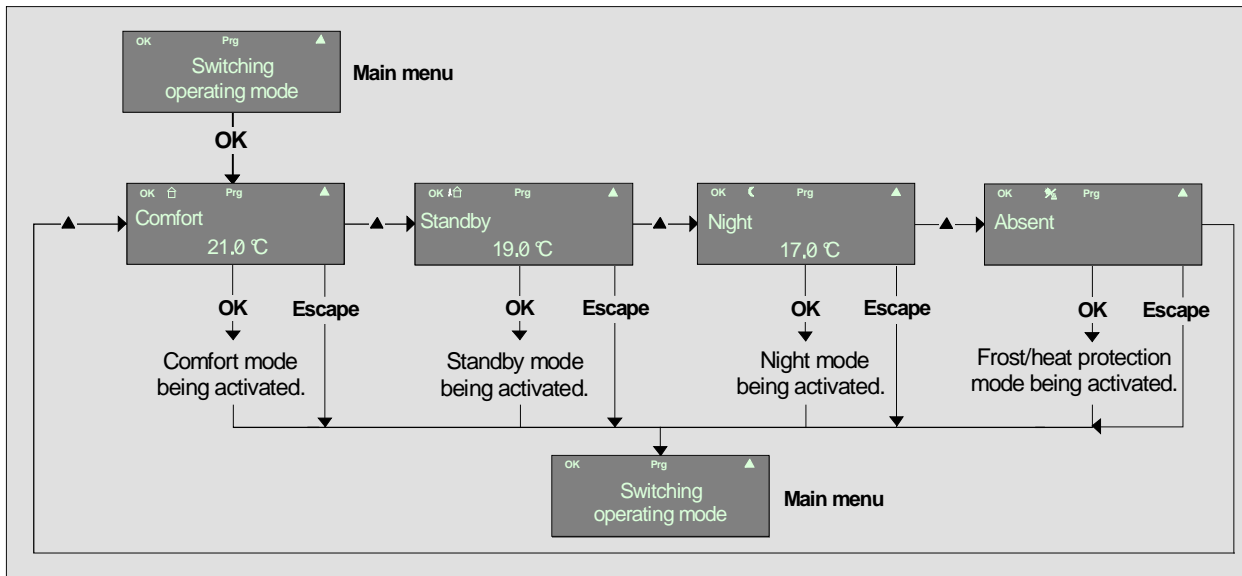 OK Prg ▲
Switching
operating mode
Main menu
OK
OK Prg ▲
Comfort
21.0 °C
▲
OK Prg ▲
Standby
19.0 °C
▲
OK Prg ▲
Night
17.0 °C
▲
OK Prg ▲
Absent
▲
OK Escape
OK Escape
OK Escape
OK Escape
Comfort mode
being activated.
Standby mode
being activated.
Night mode
being activated.
Frost/heat protection
mode being activated.
OK Prg ▲
Switching
operating mode
Main menu